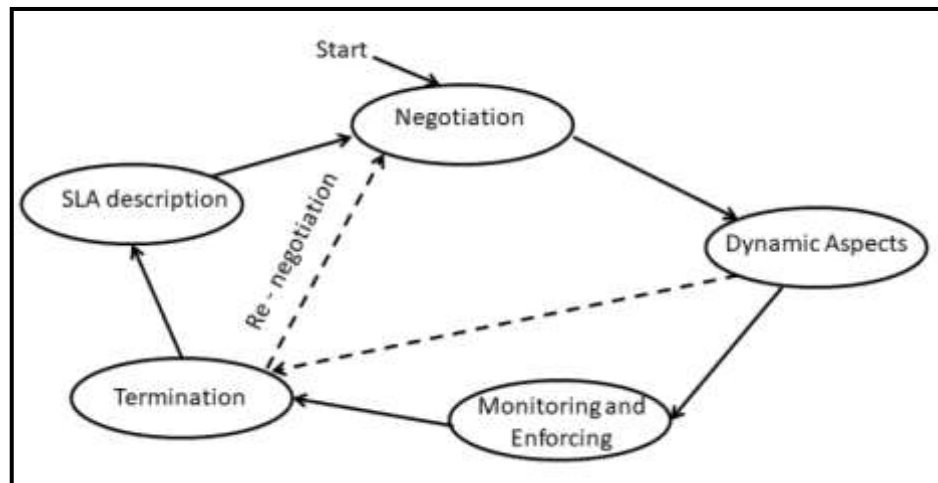 Start
Negotiation
SLA description
Re - negotiation
Dynamic Aspects
Termination
Monitoring and
Enforcing